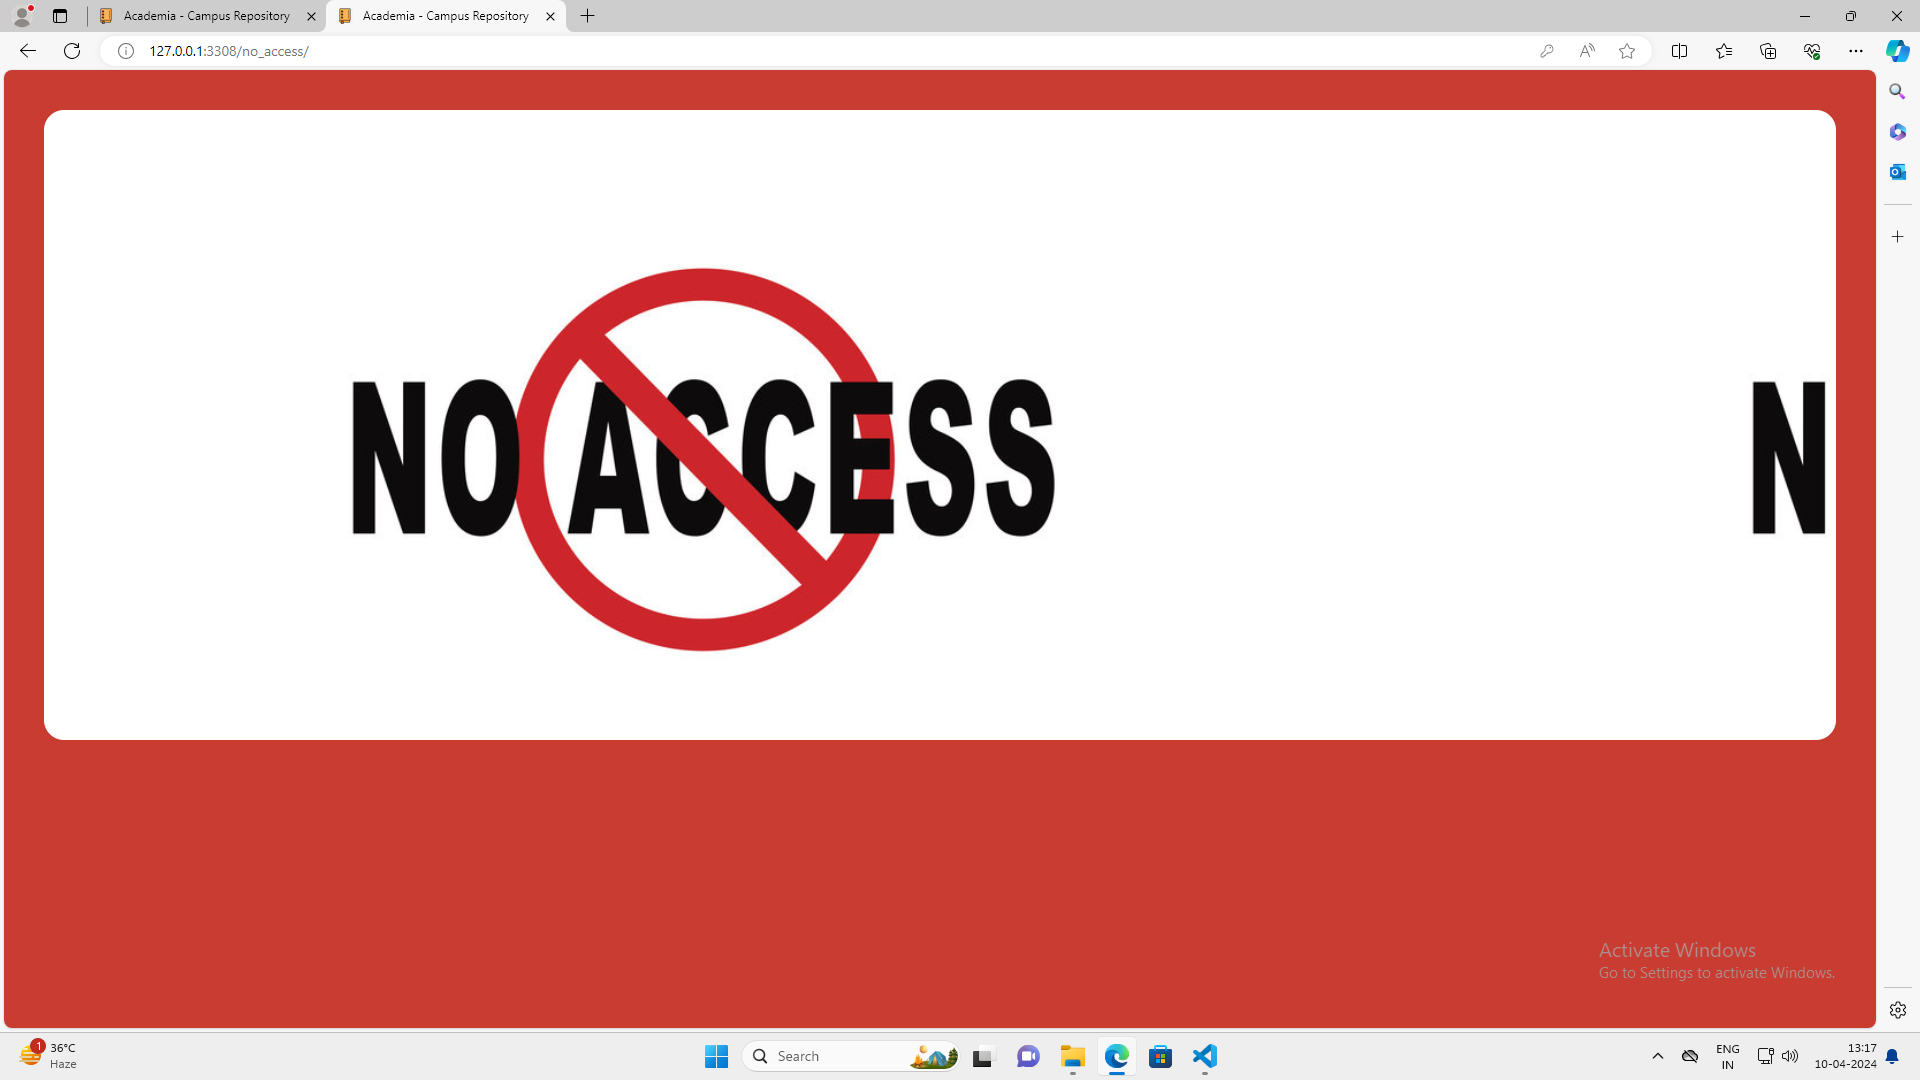 Academia - Campus Repository
Academia - Campus Repository
127.0.0.1:3308/no_access/
NO ACCESS
N
Activate Windows
Go to Settings to activate Windows.
1
36°C
Haze
Search
ENG
IN
13:17
10-04-2024